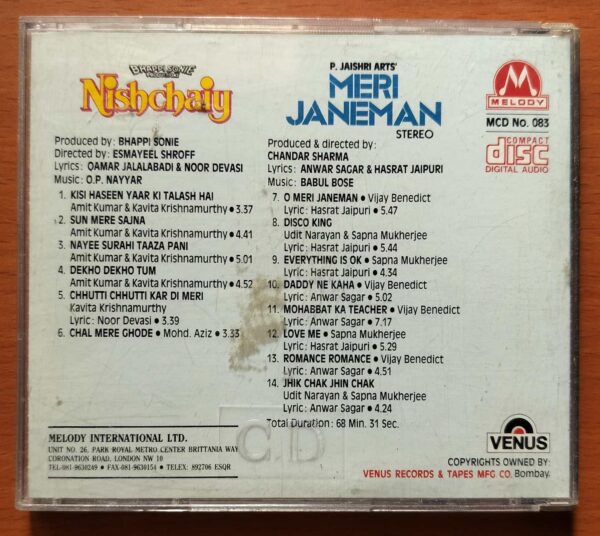 BHAPPI SONIE
PRODUCTIONS
Nishchaiy
Produced by: BHAPPI SONIE
Directed by: ESMAYEEL SHROFF
Lyrics: QAMAR JALALABADI & NOOR DEVASI
Music: O.P. NAYYAR
1. KISI HASEEN YAAR KI TALASH HAI
Amit Kumar & Kavita Krishnamurthy • 3.37
2. SUN MERE SAJNA
Amit Kumar & Kavita Krishnamurthy • 4.41
3. NAYEE SURAHI TAAZA PANI
Amit Kumar & Kavita Krishnamurthy • 5.01
4. DEKHO DEKHO TUM
Amit Kumar & Kavita Krishnamurthy • 4.52
5. CHHUTTI CHHUTTI KAR DI MERI
Kavita Krishnamurthy
Lyric: Noor Devasi • 3.39
6. CHAL MERE GHODE • Mohd. Aziz • 3.33
P. JAISHRI ARTS'
MERI
JANEMAN
STEREO
Produced & directed by:
CHANDAR SHARMA
Lyrics: ANWAR SAGAR & HASRAT JAIPURI
Music: BABUL BOSE
7. O MERI JANEMAN • Vijay Benedict
Lyric: Hasrat Jaipuri • 5.47
8. DISCO KING
Udit Narayan & Sapna Mukherjee
Lyric: Hasrat Jaipuri • 5.44
9. EVERYTHING IS OK • Sapna Mukherjee
Lyric: Hasrat Jaipuri • 4.34
10. DADDY NE KAHA • Vijay Benedict
Lyric: Anwar Sagar • 5.02
11. MOHABBAT KA TEACHER • Vijay Benedict
Lyric: Anwar Sagar • 7.17
12. LOVE ME • Sapna Mukherjee
Lyric: Hasrat Jaipuri • 5.29
13. ROMANCE ROMANCE • Vijay Benedict
Lyric: Anwar Sagar • 4.51
14. JHIK CHAK JHIN CHAK
Udit Narayan & Sapna Mukherjee
Lyric: Anwar Sagar • 4.24
Total Duration: 68 Min. 31 Sec.
MELODY
MCD No. 083
COMPACT
disc
DIGITAL AUDIO
MELODY INTERNATIONAL LTD.
UNIT NO. 26, PARK ROYAL METRO CENTER BRITTANIA WAY
CORONATION ROAD, LONDON NW 10
TEL-081-9630249 • FAX-081-9630154 • TELEX: 892706 ESQR
C.D
VENUS
COPYRIGHTS OWNED BY:
VENUS RECORDS & TAPES MFG CO. Bombay.